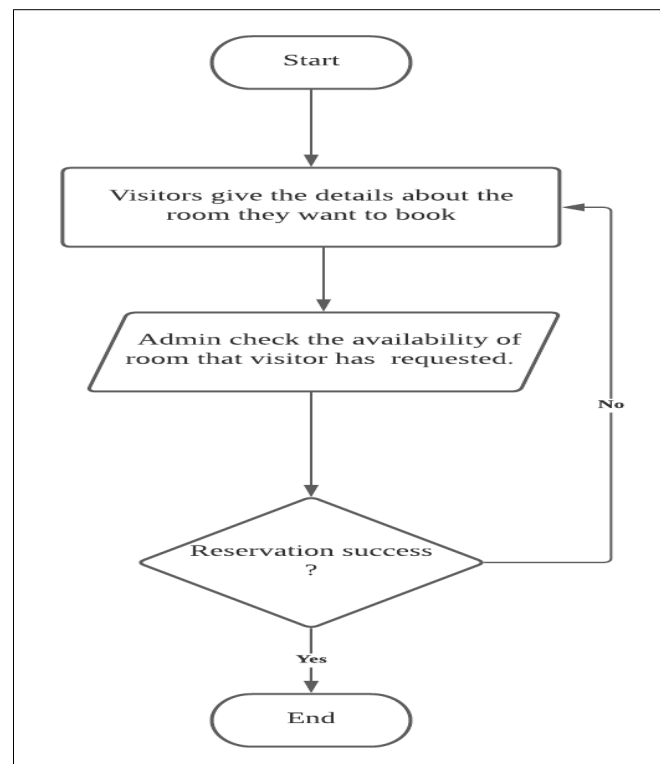 Start
Visitors give the details about the
room they want to book
Admin check the availability of
room that visitor has requested.
No
Reservation success
?
Yes
End